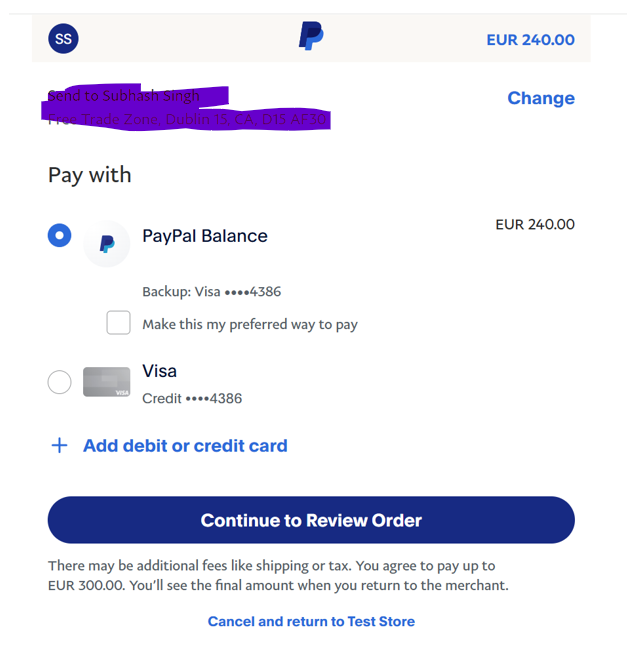 SS
EUR 240.00
Send to Subhash Singh
Change
Free Trade Zone, Dublin 15, CA, D15 AF30
Pay with
PayPal Balance
EUR 240.00
Backup: Visa ••••4386
Make this my preferred way to pay
Visa
VISA
Credit ••••4386
+ Add debit or credit card
Continue to Review Order
There may be additional fees like shipping or tax. You agree to pay up to
EUR 300.00. You’ll see the final amount when you return to the merchant.
Cancel and return to Test Store